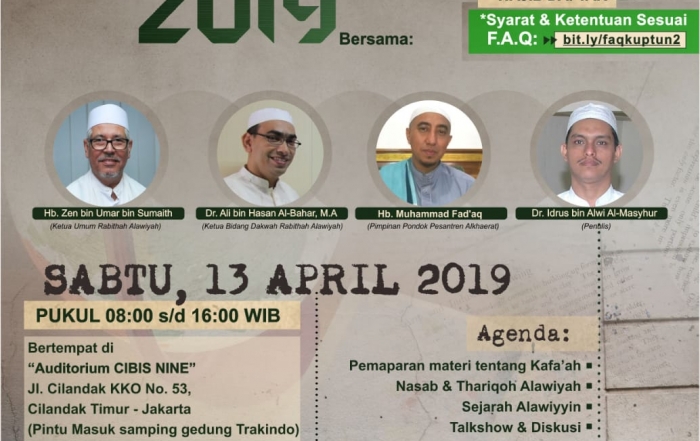 2019
Bersama:
*Syarat & Ketentuan Sesuai
F.A.Q: bit.ly/faqkuptun2
Hb. Zen bin Umar bin Sumaith
(Ketua Umum Rabithah Alawiyah)
Dr. Ali bin Hasan Al-Bahar, M.A
(Ketua Bidang Dakwah Rabithah Alawiyah)
Hb. Muhammad Fad'aq
(Pimpinan Pondok Pesantren Alkhaerat)
Dr. Idrus bin Alwi Al-Masyhur
(Penulis)
SABTU, 13 APRIL 2019
PUKUL 08:00 s/d 16:00 WIB
Bertempat di
“Auditorium CIBIS NINE”
Jl. Cilandak KKO No. 53,
Cilandak Timur - Jakarta
(Pintu Masuk samping gedung Trakindo)
Agenda:
Pemaparan materi tentang Kafa'ah
Nasab & Thariqoh Alawiyah
Sejarah Alawiyyin
Talkshow & Diskusi